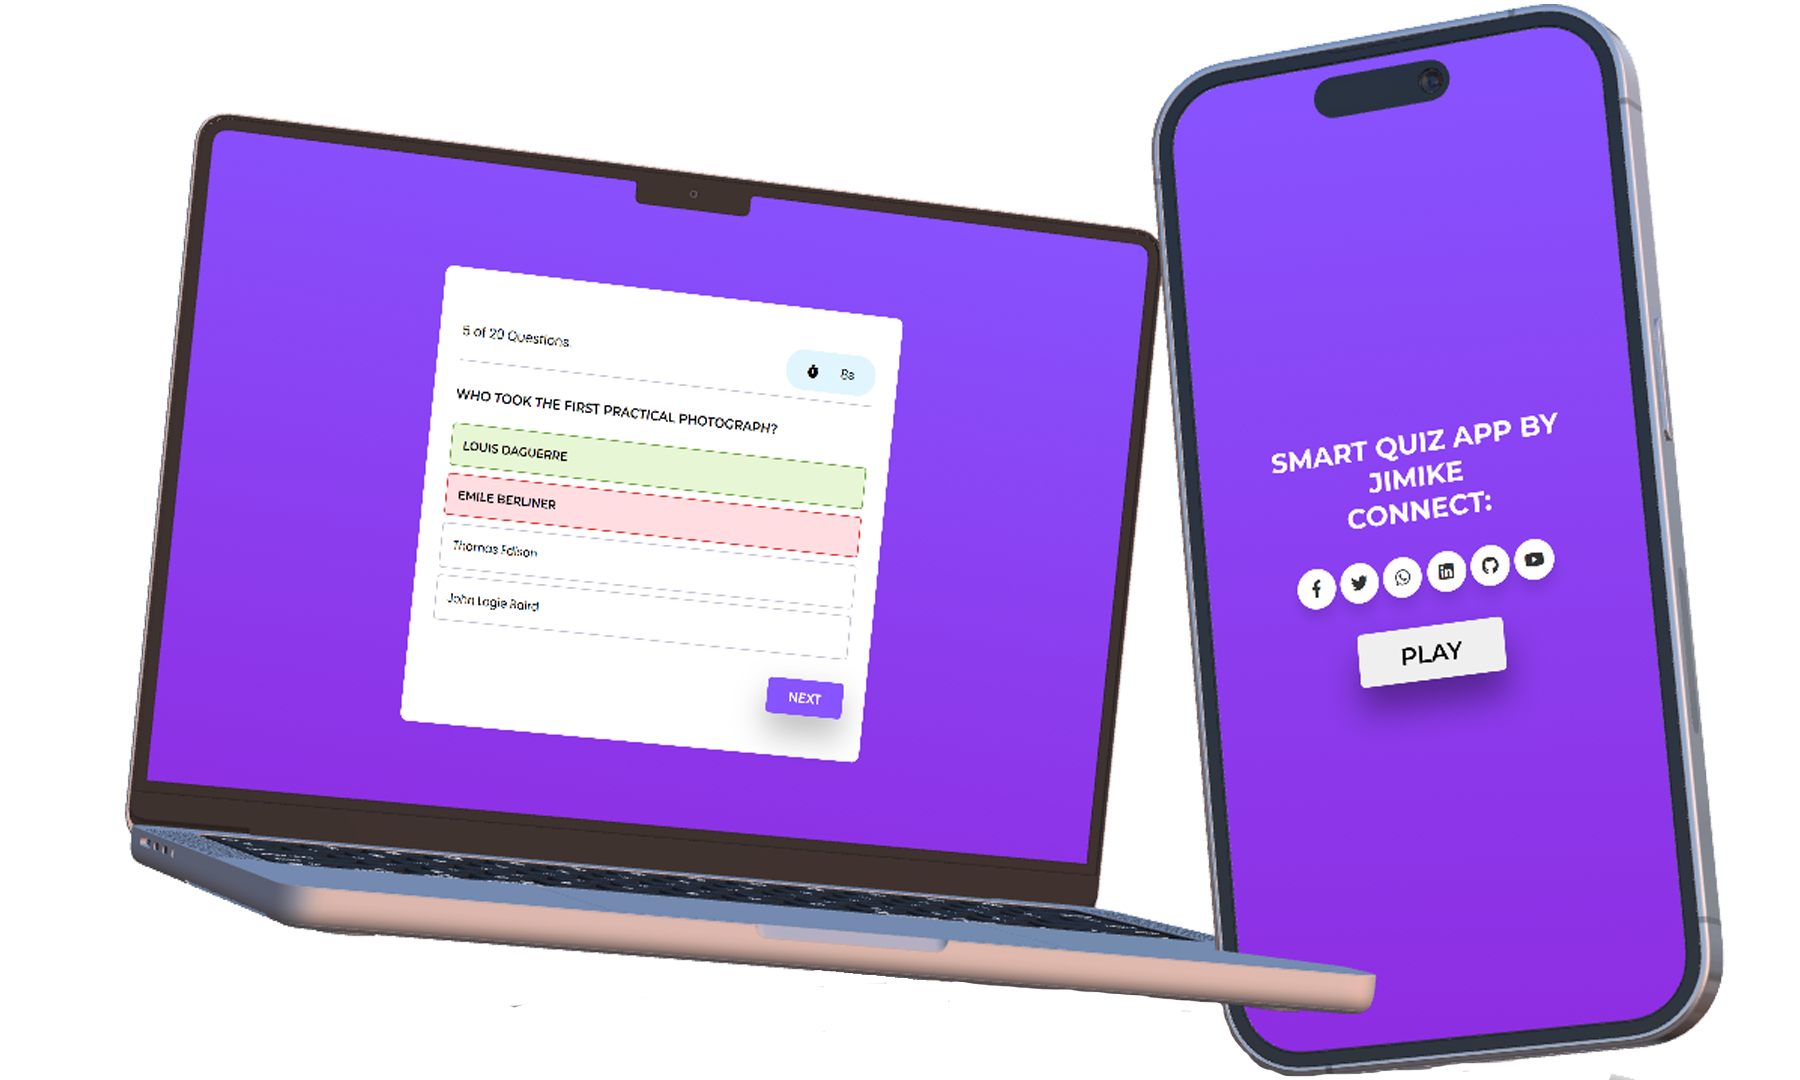 5 of 20 Questions
8s
WHO TOOK THE FIRST PRACTICAL PHOTOGRAPH?
LOUIS DAGUERRE
EMILE BERLINER
Thomas Edison
John Logie Baird
NEXT
SMART QUIZ APP BY
JIMIKE
CONNECT:
PLAY